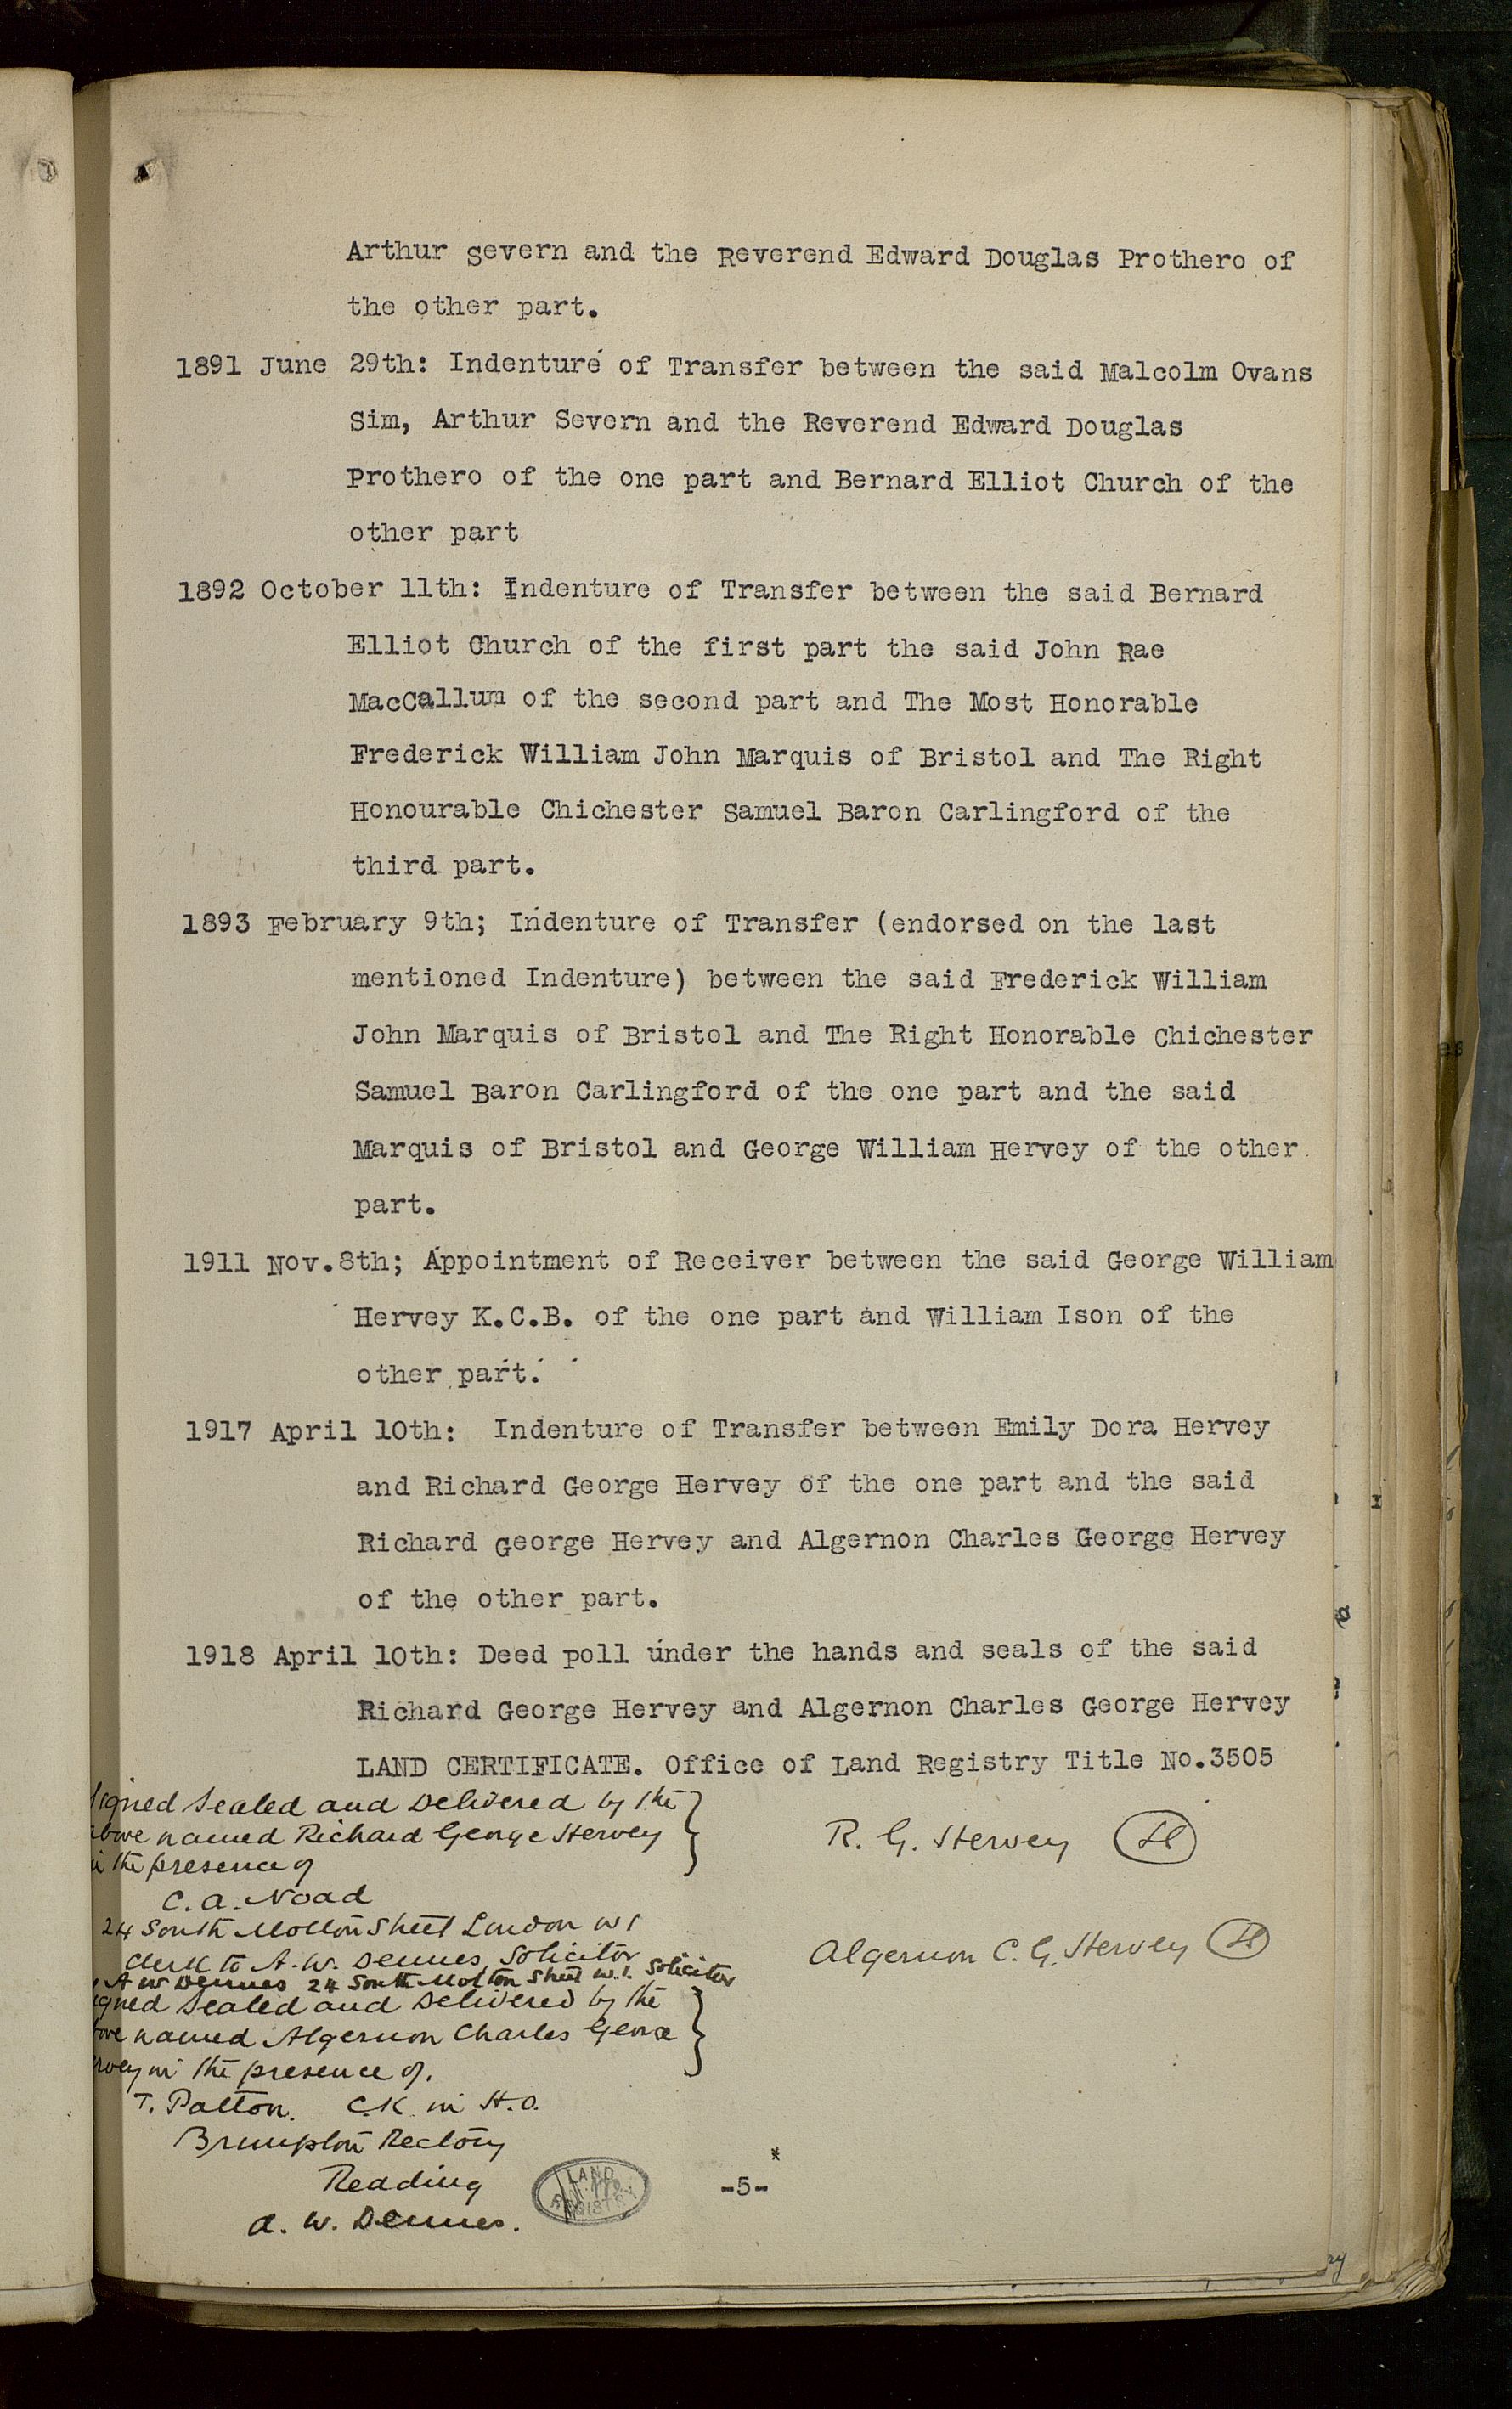 Arthur Severn and the Reverend Edward Douglas Prothero of
the other part.
1891 June 29th: Indenture of Transfer between the said Malcolm Ovans
Sim, Arthur Severn and the Reverend Edward Douglas
Prothero of the one part and Bernard Elliot Church of the
other part
1892 October 11th: Indenture of Transfer between the said Bernard
Elliot Church of the first part the said John Rae
MacCallum of the second part and The Most Honorable
Frederick William John Marquis of Bristol and The Right
Honourable Chichester Samuel Baron Carlingford of the
third part.
1893 February 9th; Indenture of Transfer (endorsed on the last
mentioned Indenture) between the said Frederick William
John Marquis of Bristol and The Right Honorable Chichester
Samuel Baron Carlingford of the one part and the said
Marquis of Bristol and George William Hervey of the other
part.
1911 Nov.8th; Appointment of Receiver between the said George William
Hervey K.C.B. of the one part and William Ison of the
other part.
1917 April 10th: Indenture of Transfer between Emily Dora Hervey
and Richard George Hervey of the one part and the said
Richard George Hervey and Algernon Charles George Hervey
of the other part.
1918 April 10th: Deed poll under the hands and seals of the said
Richard George Hervey and Algernon Charles George Hervey
LAND CERTIFICATE. Office of Land Registry Title No.3505
Signed Sealed and Delivered by the
above named Richard George Hervey
in the presence of
R. G. Hervey
C. A. Noad
24 South Molton Street London W1
Clerk to A. W. Dennes, Solicitor
A W Dennes 24 South Molton Street W.1. Solicitor
Algernon C. G. Hervey
igned Sealed and Delivered by the
bove named Algernon Charles George
rvey in the presence of.
T. Patton. C.K. in H.O.
Brimpton Rectory
Reading
A. W. Dennes.
LAND
REGISTRY
-5-